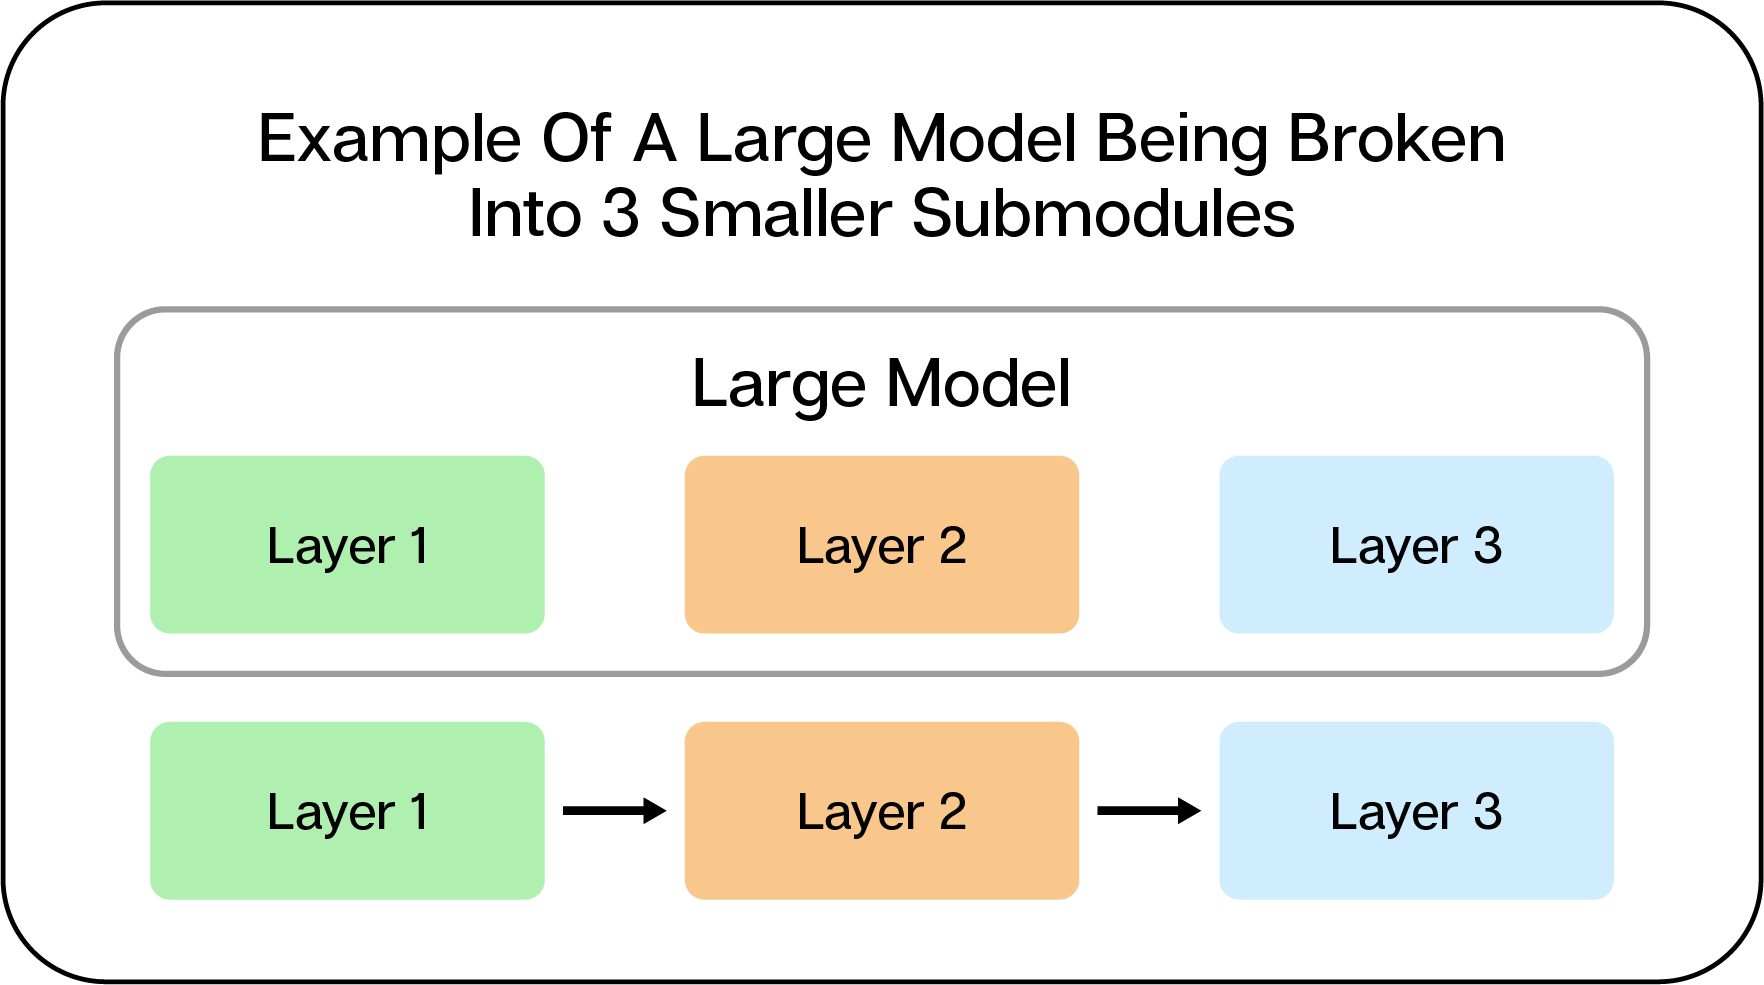 Example Of A Large Model Being Broken
Into 3 Smaller Submodules
Large Model
Layer 1
Layer 2
Layer 3
Layer 1
Layer 2
Layer 3